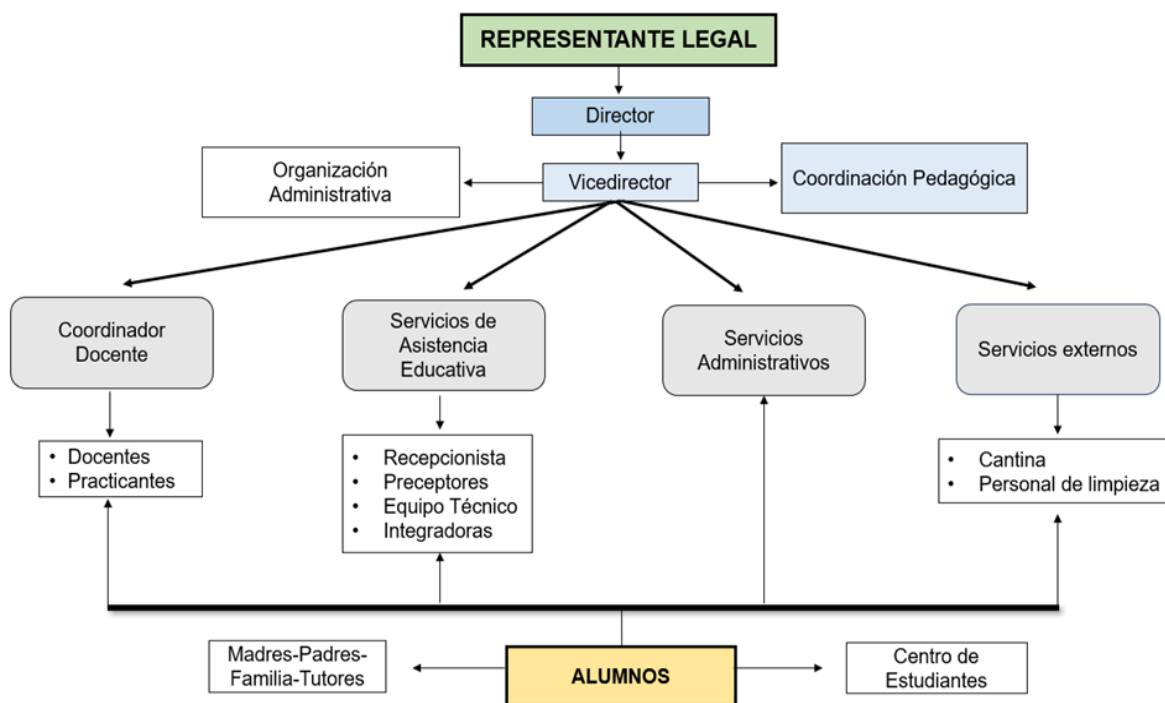 REPRESENTANTE LEGAL
Director
Organización
Administrativa
Vicedirector
Coordinación Pedagógica
Coordinador
Docente
Servicios de
Asistencia
Educativa
Servicios
Administrativos
Servicios externos
• Docentes
• Practicantes
• Recepcionista
• Preceptores
• Equipo Técnico
• Integradoras
• Cantina
• Personal de limpieza
Madres-Padres-
Familia-Tutores
ALUMNOS
Centro de
Estudiantes